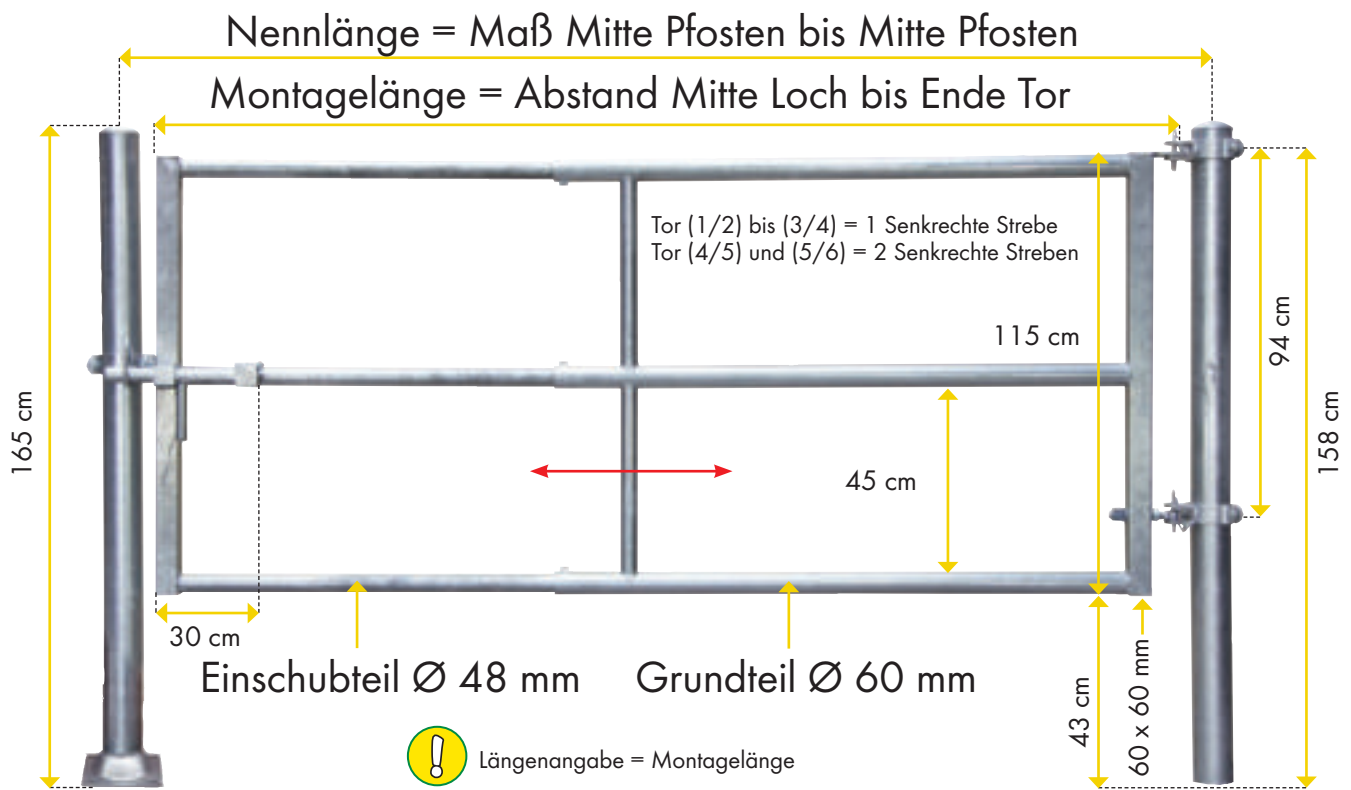 Nennlänge = Maß Mitte Pfosten bis Mitte Pfosten
Montagelänge = Abstand Mitte Loch bis Ende Tor
Tor (1/2) bis (3/4) = 1 Senkrechte Strebe
Tor (4/5) und (5/6) = 2 Senkrechte Streben
115 cm
94 cm
165 cm
158 cm
45 cm
30 cm
Einschubteil Ø 48 mm
Grundteil Ø 60 mm
43 cm
60 x 60 mm
Längenangabe = Montagelänge